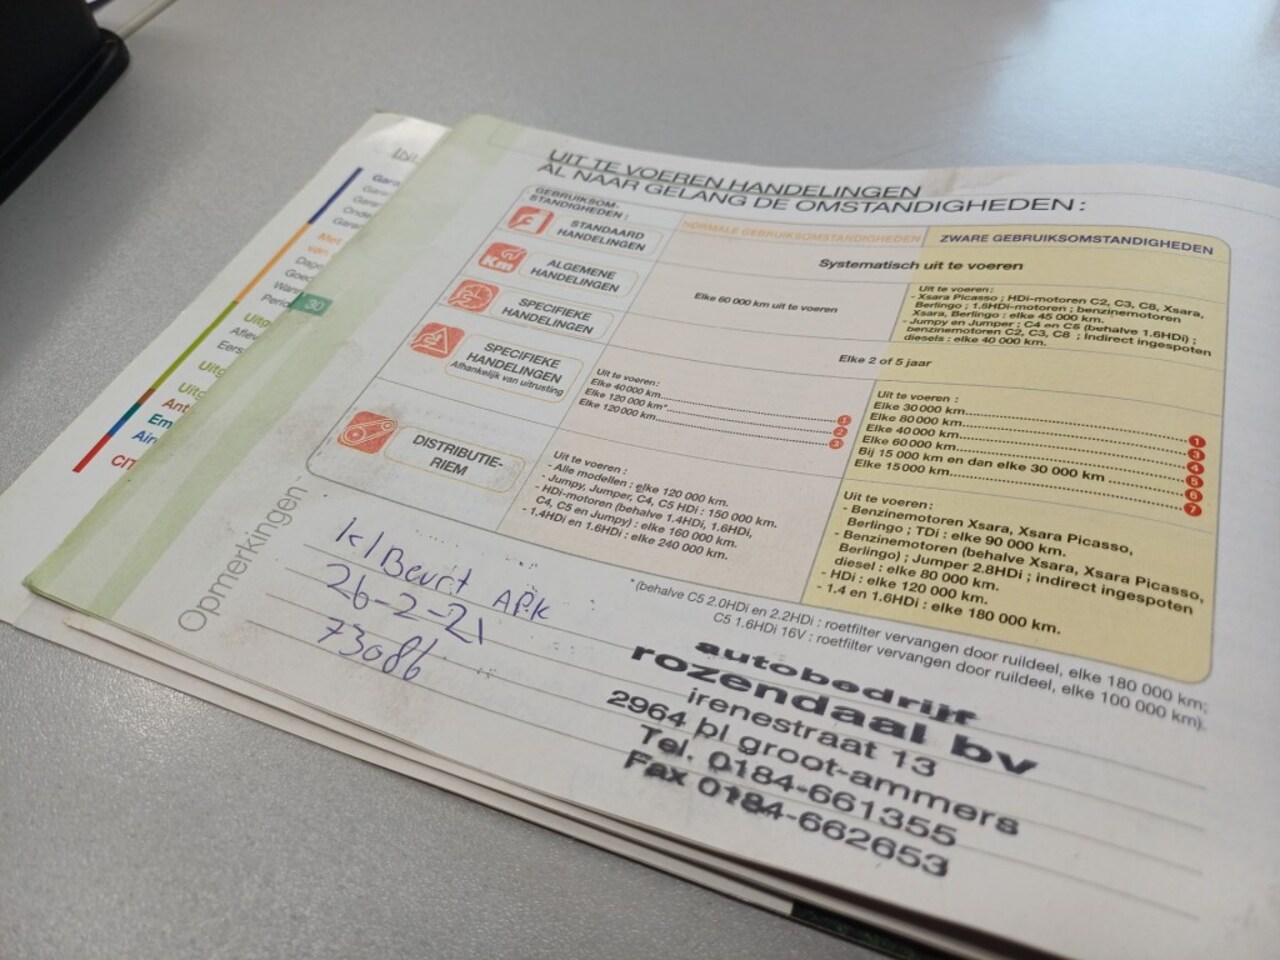 UIT TE VOEREN HANDELINGEN
AL NAAR GELANG DE OMSTANDIGHEDEN :
GEBRUIKSOM-
STANDIGHEDEN :
NORMALE GEBRUIKSOMSTANDIGHEDEN
ZWARE GEBRUIKSOMSTANDIGHEDEN
STANDAARD
HANDELINGEN
Systematisch uit te voeren
Km
ALGEMENE
HANDELINGEN
Elke 60 000 km uit te voeren
Uit te voeren :
- Xsara Picasso ; HDi-motoren C2, C3, C8, Xsara,
Berlingo ; 1.6HDi-motoren ; benzinemotoren
Xsara, Berlingo : elke 45 000 km.
- Jumpy en Jumper ; C4 en C5 (behalve 1.6HDi) ;
benzinemotoren C2, C3, C8 ; indirect ingespoten
diesels : elke 40 000 km.
SPECIFIEKE
HANDELINGEN
Elke 2 of 5 jaar
SPECIFIEKE
HANDELINGEN
Afhankelijk van uitrusting
Uit te voeren :
Elke 40 000 km 1
Elke 120 000 km* 2
Elke 120 000 km 3
Uit te voeren :
Elke 30 000 km 1
Elke 80 000 km 3
Elke 40 000 km 4
Elke 60 000 km 5
Bij 15 000 km en dan elke 30 000 km 6
Elke 15 000 km 7
DISTRIBUTIE-
RIEM
Uit te voeren :
- Alle modellen : elke 120 000 km.
- Jumpy, Jumper, C4, C5 HDi : 150 000 km.
- HDi-motoren (behalve 1.4HDi, 1.6HDi,
C4, C5 en Jumpy) : elke 160 000 km.
- 1.4HDi en 1.6HDi : elke 240 000 km.
Uit te voeren :
- Benzinemotoren Xsara, Xsara Picasso,
Berlingo ; TDi : elke 90 000 km.
- Benzinemotoren (behalve Xsara, Xsara Picasso,
Berlingo) ; Jumper 2.8HDi ; indirect ingespoten
diesel : elke 80 000 km.
- HDi : elke 120 000 km.
- 1.4 en 1.6HDi : elke 180 000 km.
* (behalve C5 2.0HDi en 2.2HDi : roetfilter vervangen door ruildeel, elke 180 000 km;
C5 1.6HDi 16V : roetfilter vervangen door ruildeel, elke 100 000 km).
30
Opmerkingen
kl Beurt APK
26-2-21
73086
autobedrijf
rozendaal bv
irenestraat 13
2964 bl groot-ammers
Tel. 0184-661355
Fax 0184-662653